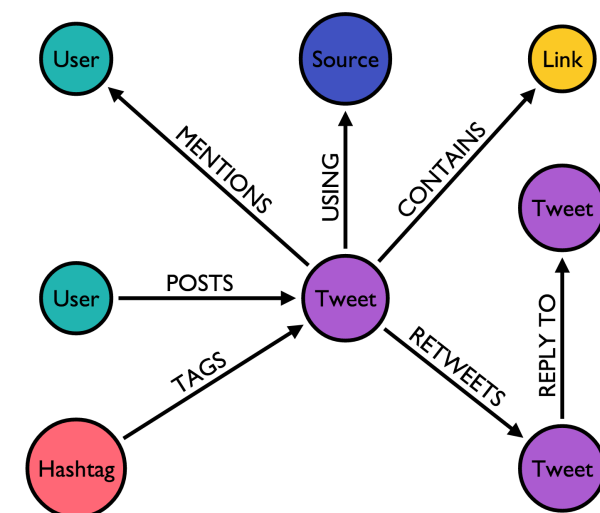 User
Source
Link
MENTIONS
USING
CONTAINS
Tweet
User
POSTS
Tweet
TAGS
RETWEETS
REPLY TO
Hashtag
Tweet